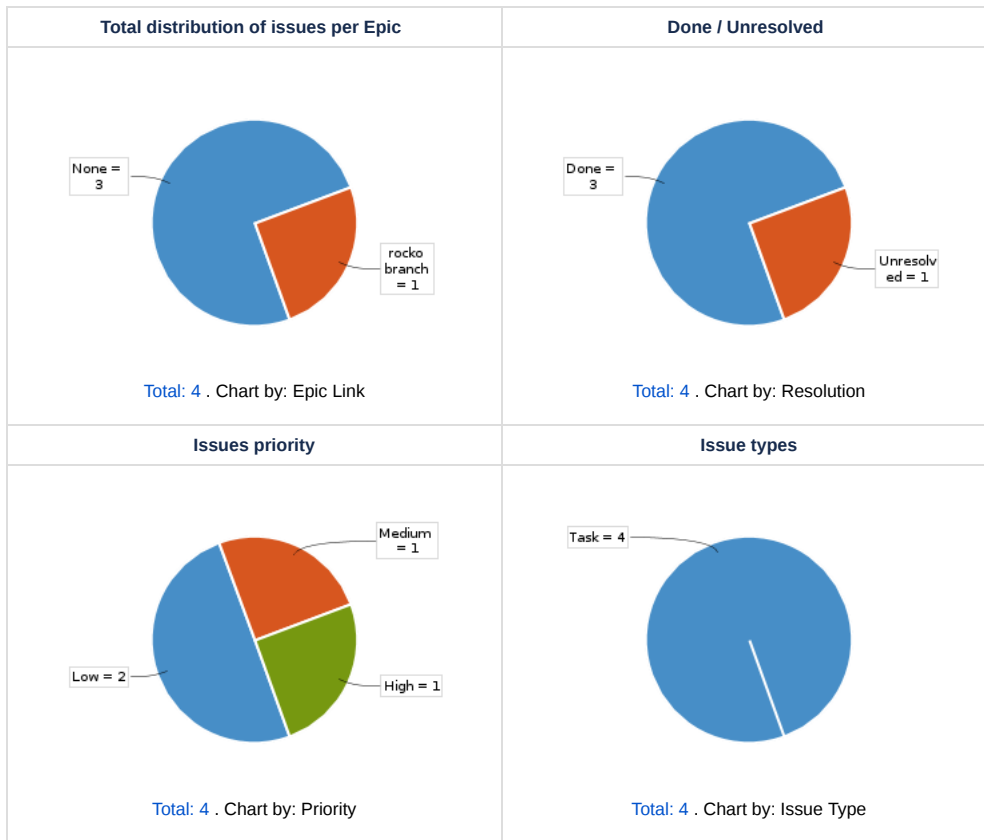 Total distribution of issues per Epic
Done / Unresolved
None =
3
rocko
branch
= 1
Total: 4 . Chart by: Epic Link
Done =
3
Unresolv
ed = 1
Total: 4 . Chart by: Resolution
Issues priority
Issue types
Medium
= 1
Low = 2
High = 1
Total: 4 . Chart by: Priority
Task = 4
Total: 4 . Chart by: Issue Type